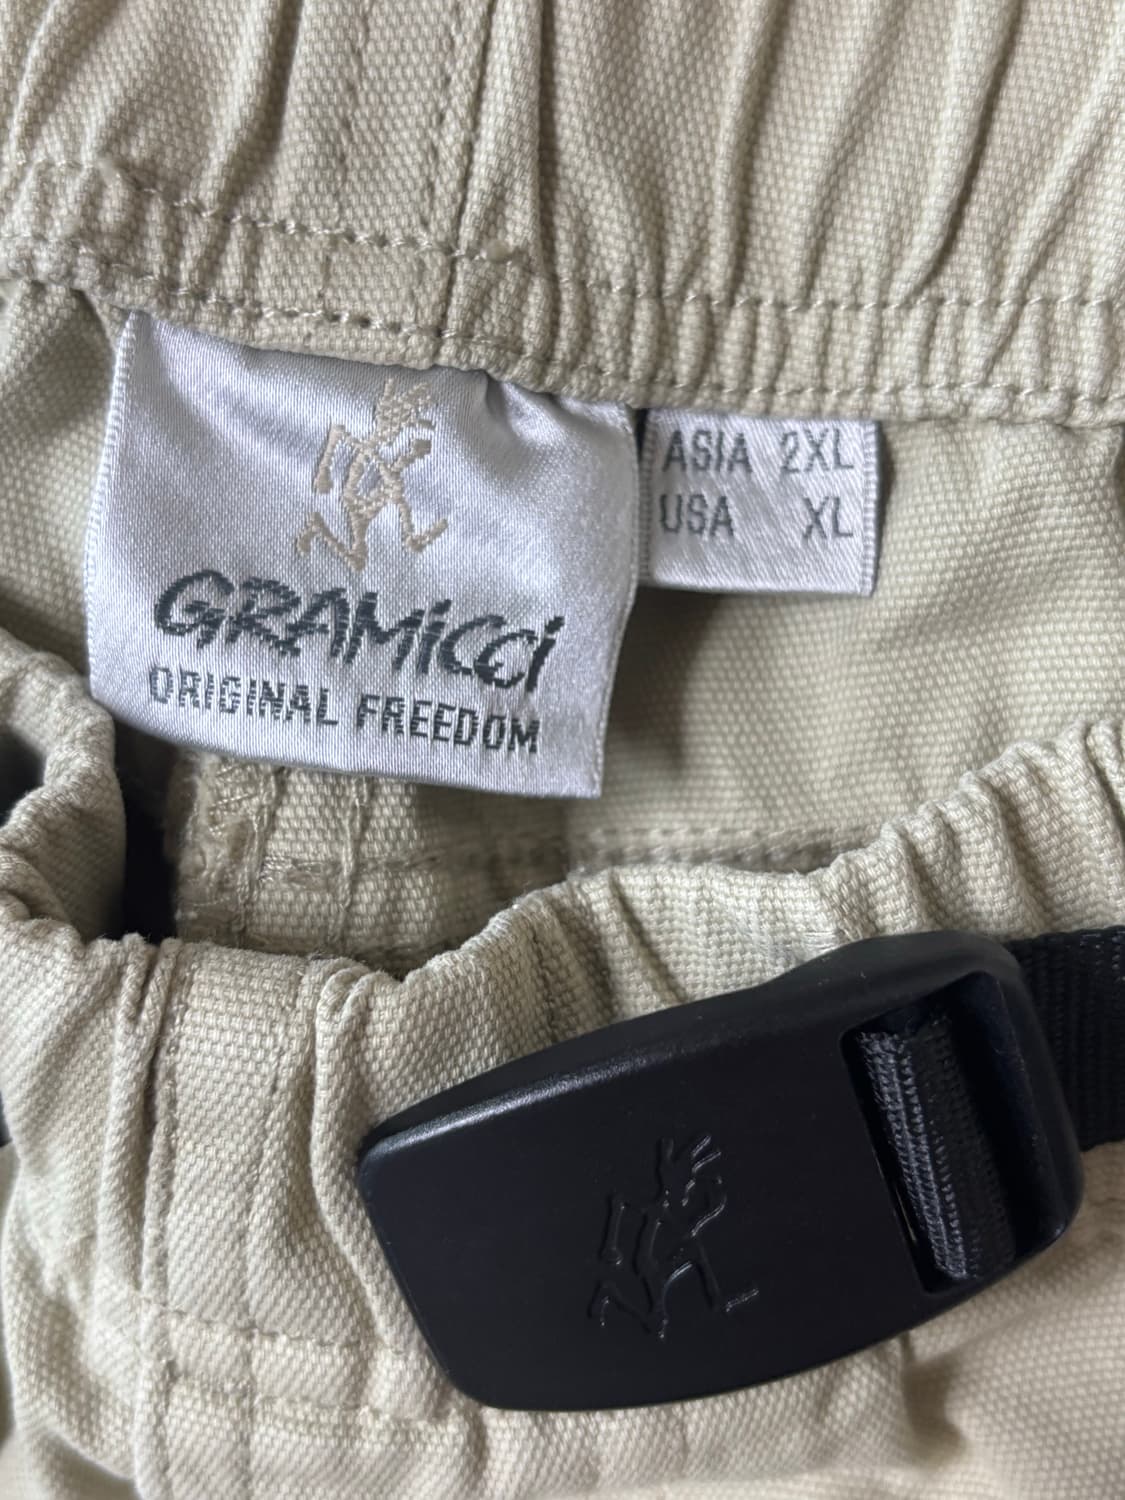 GRAMiCCi
ORIGINAL FREEDOM
ASIA 2XL
USA XL